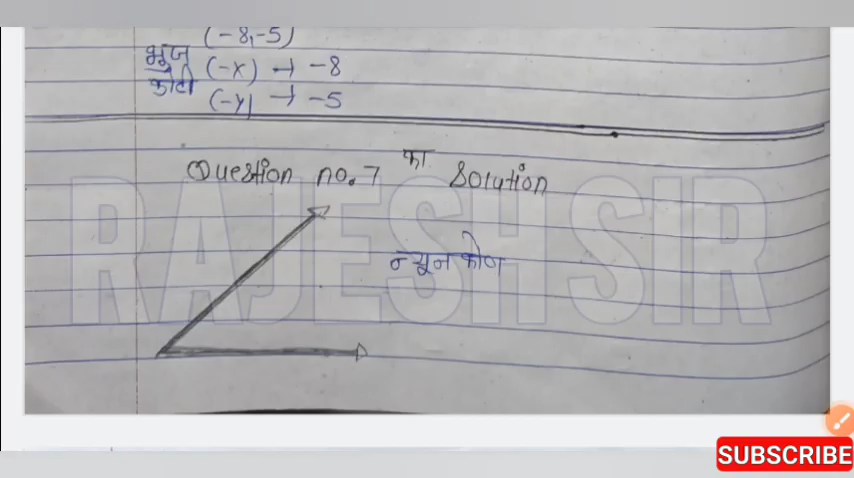 (-8,-5)
भूज (-x) → -8
कोटी (-y) → -5
Question no. 7 का Solution
RAJESH SIR
न्यून कोण
SUBSCRIBE